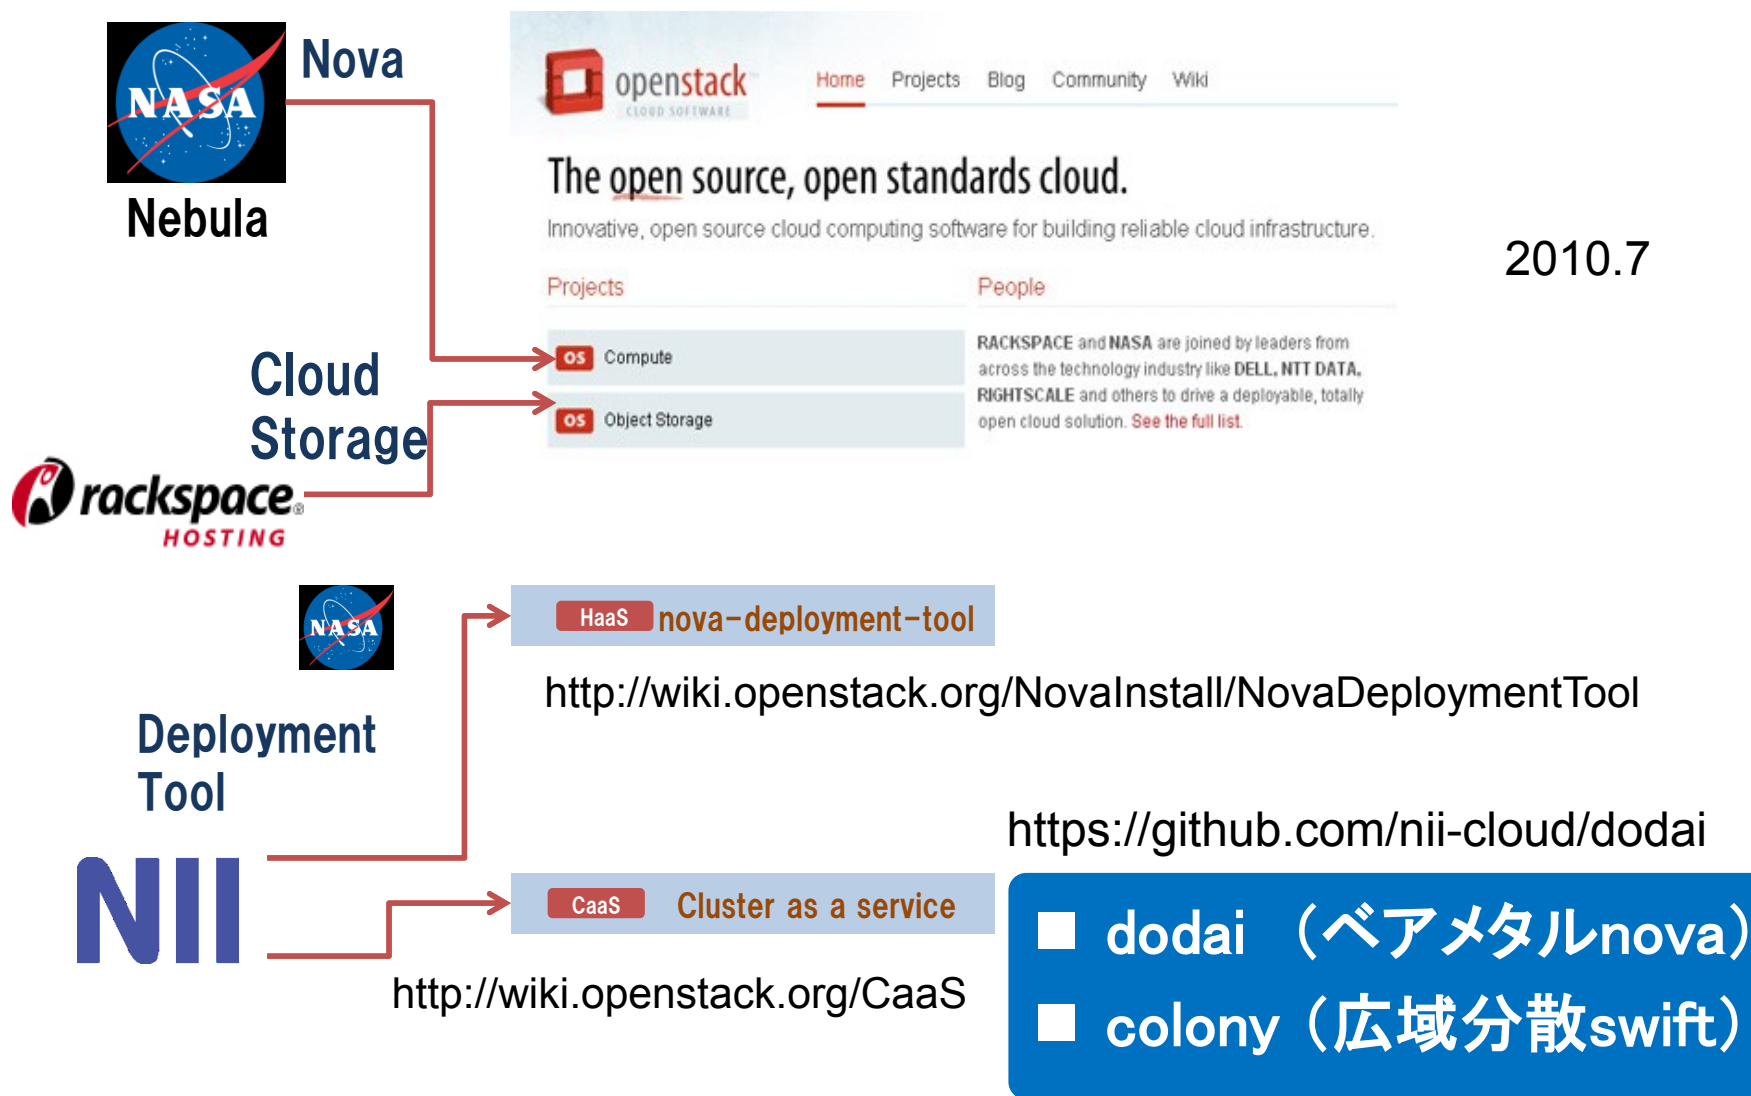 NASA
Nova
Nebula
openstack
CLOUD SOFTWARE
Home Projects Blog Community Wiki
The open source, open standards cloud.
Innovative, open source cloud computing software for building reliable cloud infrastructure.
2010.7
Projects
OS Compute
OS Object Storage
People
RACKSPACE and NASA are joined by leaders from
across the technology industry like DELL, NTT DATA,
RIGHTSCALE and others to drive a deployable, totally
open cloud solution. See the full list.
Cloud
Storage
rackspace®
HOSTING
NASA
HaaS nova-deployment-tool
http://wiki.openstack.org/NovaInstall/NovaDeploymentTool
Deployment
Tool
NII
CaaS Cluster as a service
http://wiki.openstack.org/CaaS
https://github.com/nii-cloud/dodai
■ dodai （ベアメタルnova）
■ colony（広域分散swift）